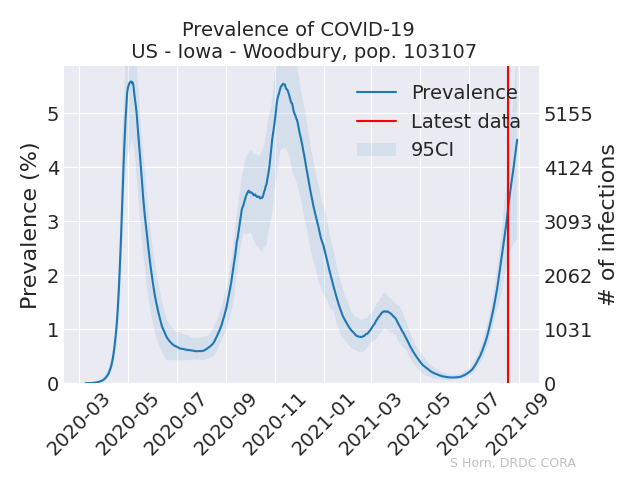 Prevalence of COVID-19
US - Iowa - Woodbury, pop. 103107
Prevalence (%)
5
4
3
2
1
0
Prevalence
Latest data
95CI
5155
4124
3093
2062
1031
0
# of infections
2020-03
2020-05
2020-07
2020-09
2020-11
2021-01
2021-03
2021-05
2021-07
2021-09
S Horn, DRDC CORA